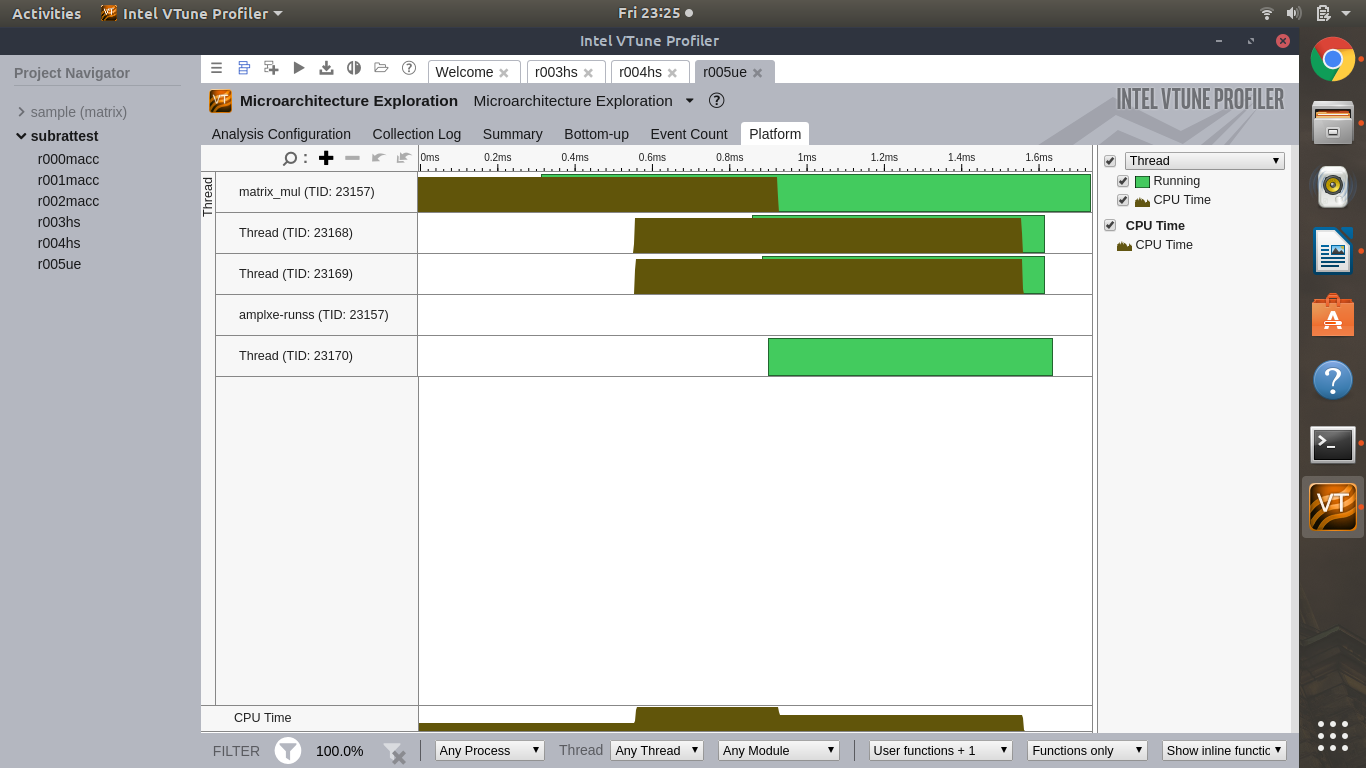 Activities Intel VTune Profiler Fri 23:25
Intel VTune Profiler
Project Navigator
sample (matrix)
subrattest
r000macc
r001macc
r002macc
r003hs
r004hs
r005ue
Welcome r003hs r004hs r005ue
VT Microarchitecture Exploration Microarchitecture Exploration INTEL VTUNE PROFILER
Analysis Configuration Collection Log Summary Bottom-up Event Count Platform
0ms 0.2ms 0.4ms 0.6ms 0.8ms 1ms 1.2ms 1.4ms 1.6ms
Thread
matrix_mul (TID: 23157)
Thread (TID: 23168)
Thread (TID: 23169)
amplxe-runss (TID: 23157)
Thread (TID: 23170)
CPU Time
Thread
Running
CPU Time
CPU Time
CPU Time
FILTER 100.0% Any Process Thread Any Thread Any Module User functions + 1 Functions only Show inline functic
VT